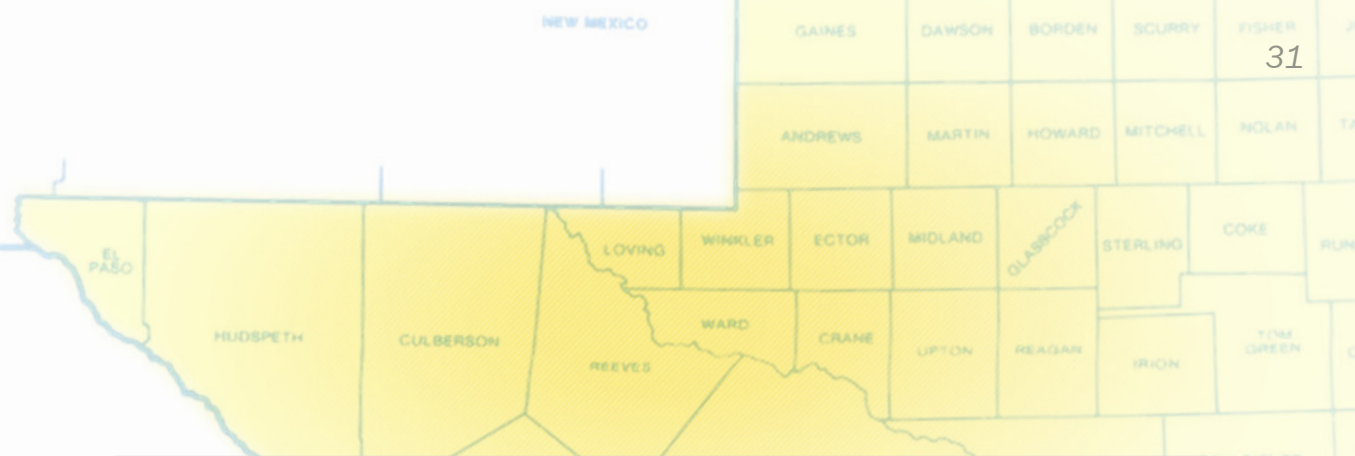 NEW MEXICO
GAINES
DAWSON
BORDEN
SCURRY
FISHER
31
ANDREWS
MARTIN
HOWARD
MITCHELL
NOLAN
EL
PASO
HUDSPETH
CULBERSON
REEVES
LOVING
WINKLER
ECTOR
MIDLAND
GLASSCOCK
STERLING
COKE
RUN
WARD
CRANE
UPTON
REAGAN
IRION
TOM
GREEN